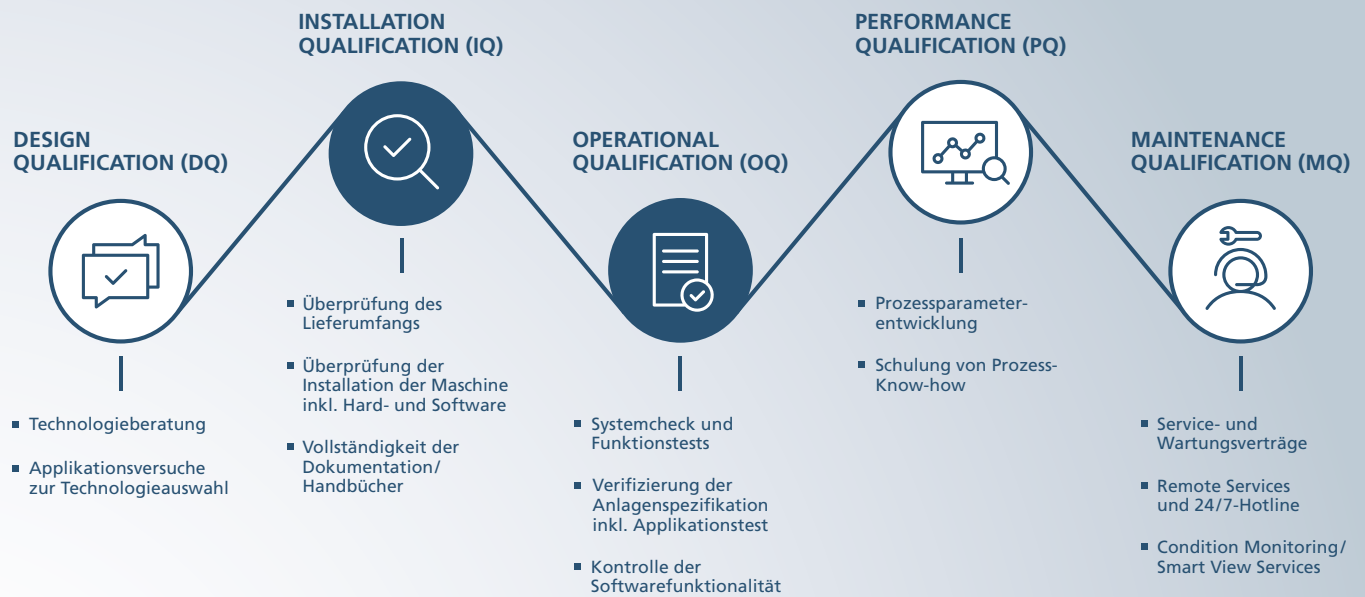 DESIGN
QUALIFICATION (DQ)
Technologieberatung
Applikationsversuche
zur Technologieauswahl
INSTALLATION
QUALIFICATION (IQ)
Überprüfung des
Lieferumfangs
Überprüfung der
Installation der Maschine
inkl. Hard- und Software
Vollständigkeit der
Dokumentation/
Handbücher
OPERATIONAL
QUALIFICATION (OQ)
Systemcheck und
Funktionstests
Verifizierung der
Anlagenspezifikation
inkl. Applikationstest
Kontrolle der
Softwarefunktionalität
PERFORMANCE
QUALIFICATION (PQ)
Prozessparameter-
entwicklung
Schulung von Prozess-
Know-how
MAINTENANCE
QUALIFICATION (MQ)
Service- und
Wartungsverträge
Remote Services
und 24/7-Hotline
Condition Monitoring/
Smart View Services